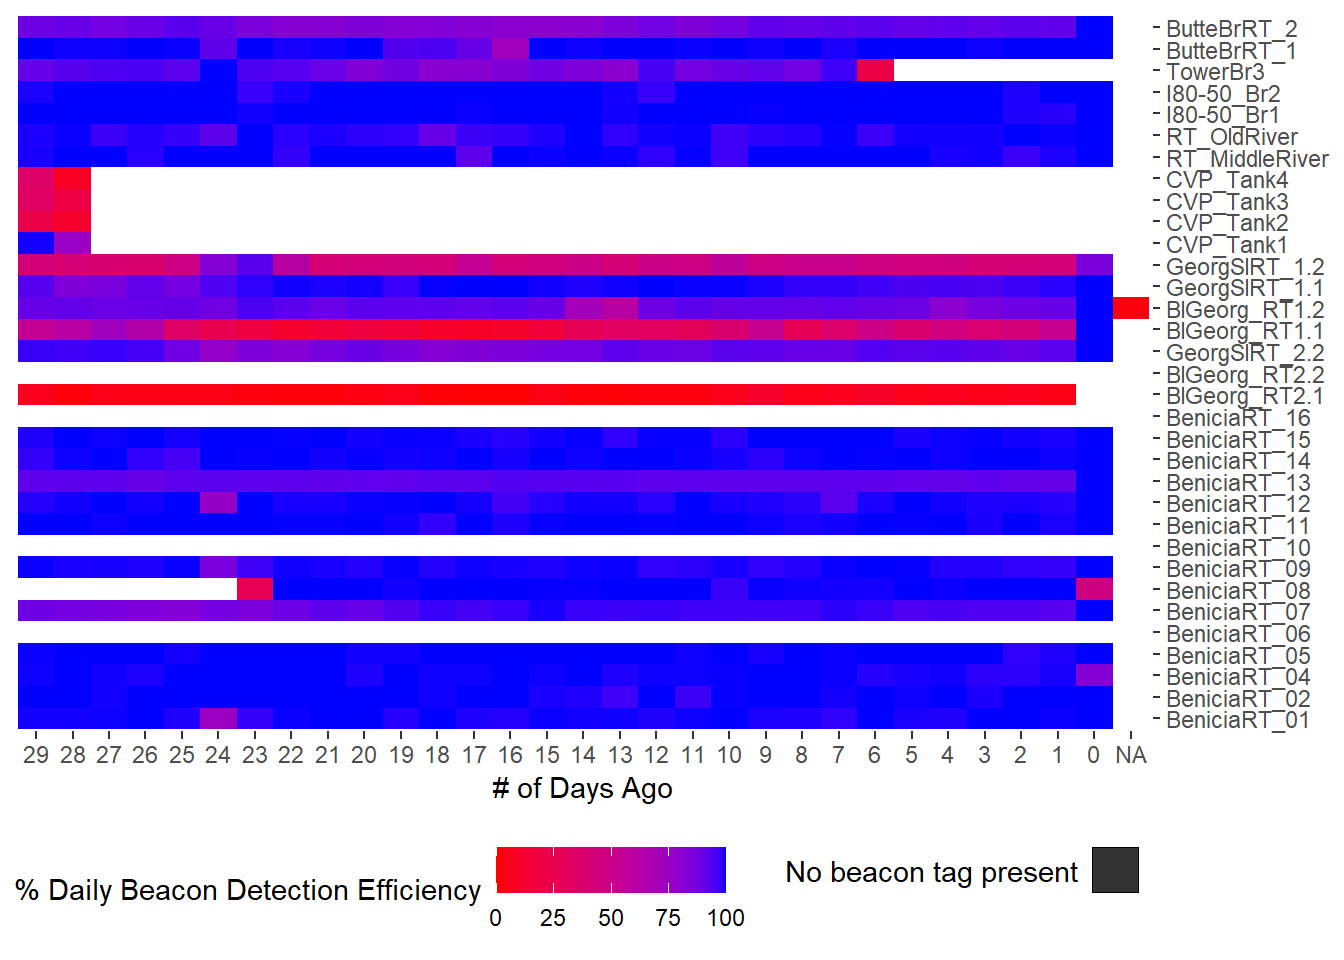 ButteBrRT_2
ButteBrRT_1
TowerBr3
I80-50_Br2
I80-50_Br1
RT_OldRiver
RT_MiddleRiver
CVP_Tank4
CVP_Tank3
CVP_Tank2
CVP_Tank1
GeorgSlRT_1.2
GeorgSlRT_1.1
BlGeorg_RT1.2
BlGeorg_RT1.1
GeorgSlRT_2.2
BlGeorg_RT2.2
BlGeorg_RT2.1
BeniciaRT_16
BeniciaRT_15
BeniciaRT_14
BeniciaRT_13
BeniciaRT_12
BeniciaRT_11
BeniciaRT_10
BeniciaRT_09
BeniciaRT_08
BeniciaRT_07
BeniciaRT_06
BeniciaRT_05
BeniciaRT_04
BeniciaRT_02
BeniciaRT_01
29 28 27 26 25 24 23 22 21 20 19 18 17 16 15 14 13 12 11 10 9 8 7 6 5 4 3 2 1 0 NA
# of Days Ago
% Daily Beacon Detection Efficiency
0 25 50 75 100
No beacon tag present